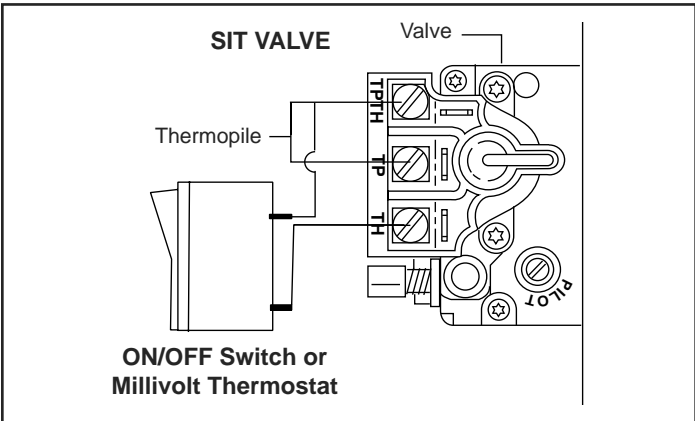 SIT VALVE
Valve
TPTH
Thermopile
TP
TH
PILOT
ON/OFF Switch or
Millivolt Thermostat